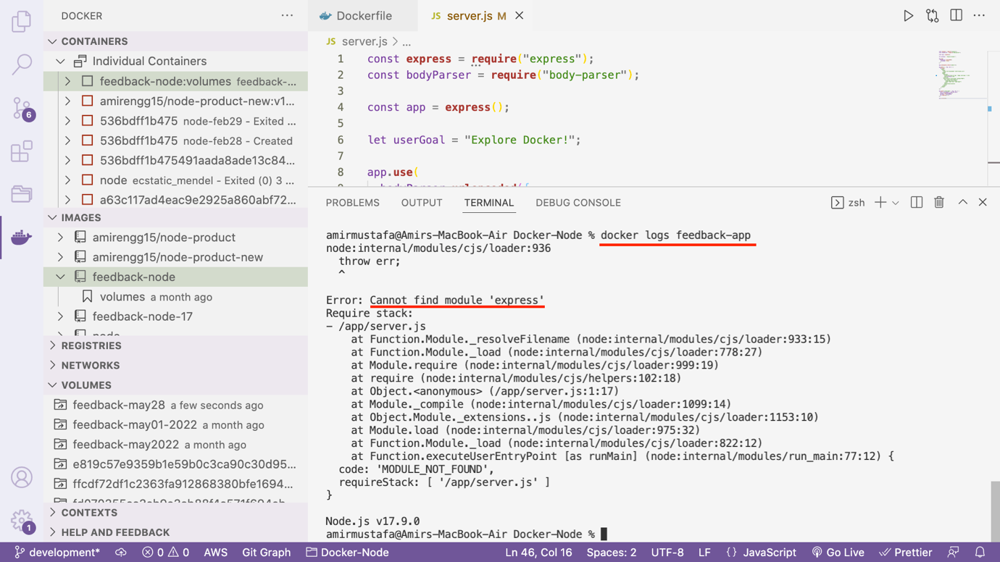 DOCKER
CONTAINERS
Individual Containers
feedback-node:volumes feedback-...
amirengg15/node-product-new:v1...
536bdff1b475 node-feb29 - Exited ...
536bdff1b475 node-feb28 - Created
536bdff1b475491aada8ade13c84...
node ecstatic_mendel - Exited (0) 3 ...
a63c117ad4eac9e2925a860abf72...
IMAGES
amirengg15/node-product
amirengg15/node-product-new
feedback-node
volumes a month ago
feedback-node-17
node
REGISTRIES
NETWORKS
VOLUMES
feedback-may28 a few seconds ago
feedback-may01-2022 a month ago
feedback-may2022 a month ago
e819c57e9359b1e59b0c3ca90c30d95...
ffcdf72df1c2363fa912868380bfe1694...
CONTEXTS
HELP AND FEEDBACK
6
1
Dockerfile
JS server.js M
JS server.js > ...
1 const express = require("express");
2 const bodyParser = require("body-parser");
3
4 const app = express();
5
6 let userGoal = "Explore Docker!";
7
8 app.use(
PROBLEMS OUTPUT TERMINAL DEBUG CONSOLE zsh
amirmustafa@Amirs-MacBook-Air Docker-Node % docker logs feedback-app
node:internal/modules/cjs/loader:936
throw err;
^
Error: Cannot find module 'express'
Require stack:
- /app/server.js
at Function.Module._resolveFilename (node:internal/modules/cjs/loader:933:15)
at Function.Module._load (node:internal/modules/cjs/loader:778:27)
at Module.require (node:internal/modules/cjs/loader:999:19)
at require (node:internal/modules/cjs/helpers:102:18)
at Object.<anonymous> (/app/server.js:1:17)
at Module._compile (node:internal/modules/cjs/loader:1099:14)
at Object.Module._extensions..js (node:internal/modules/cjs/loader:1153:10)
at Module.load (node:internal/modules/cjs/loader:975:32)
at Function.Module._load (node:internal/modules/cjs/loader:822:12)
at Function.executeUserEntryPoint [as runMain] (node:internal/modules/run_main:77:12) {
code: 'MODULE_NOT_FOUND',
requireStack: [ '/app/server.js' ]
}
Node.js v17.9.0
amirmustafa@Amirs-MacBook-Air Docker-Node %
development* 0 0 AWS Git Graph Docker-Node Ln 46, Col 16 Spaces: 2 UTF-8 LF {} JavaScript Go Live Prettier